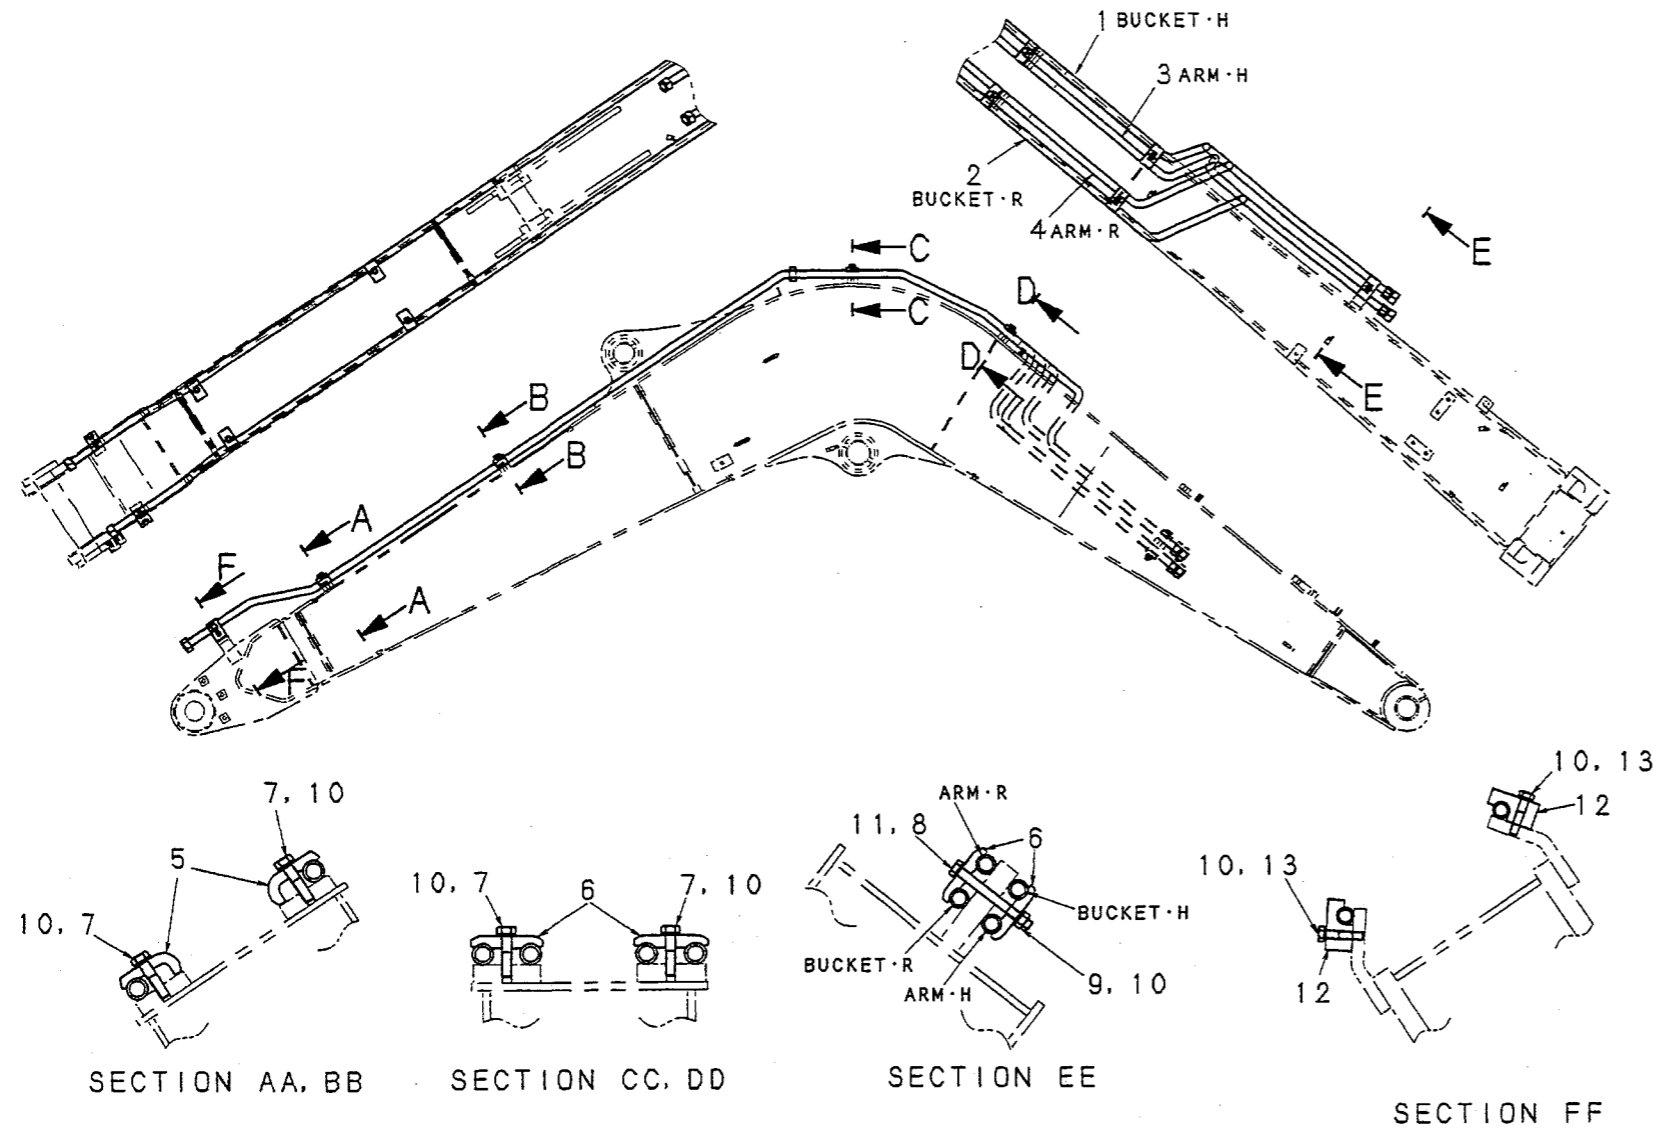 1 BUCKET·H
3 ARM·H
2
BUCKET·R
4 ARM·R
E
E
C
C
D
D
B
B
A
A
F
F
7, 10
5
10, 7
SECTION AA, BB
10, 7
6
7, 10
SECTION CC, DD
ARM·R
11, 8
6
BUCKET·H
BUCKET·R
ARM·H
9, 10
SECTION EE
10, 13
12
10, 13
12
SECTION FF